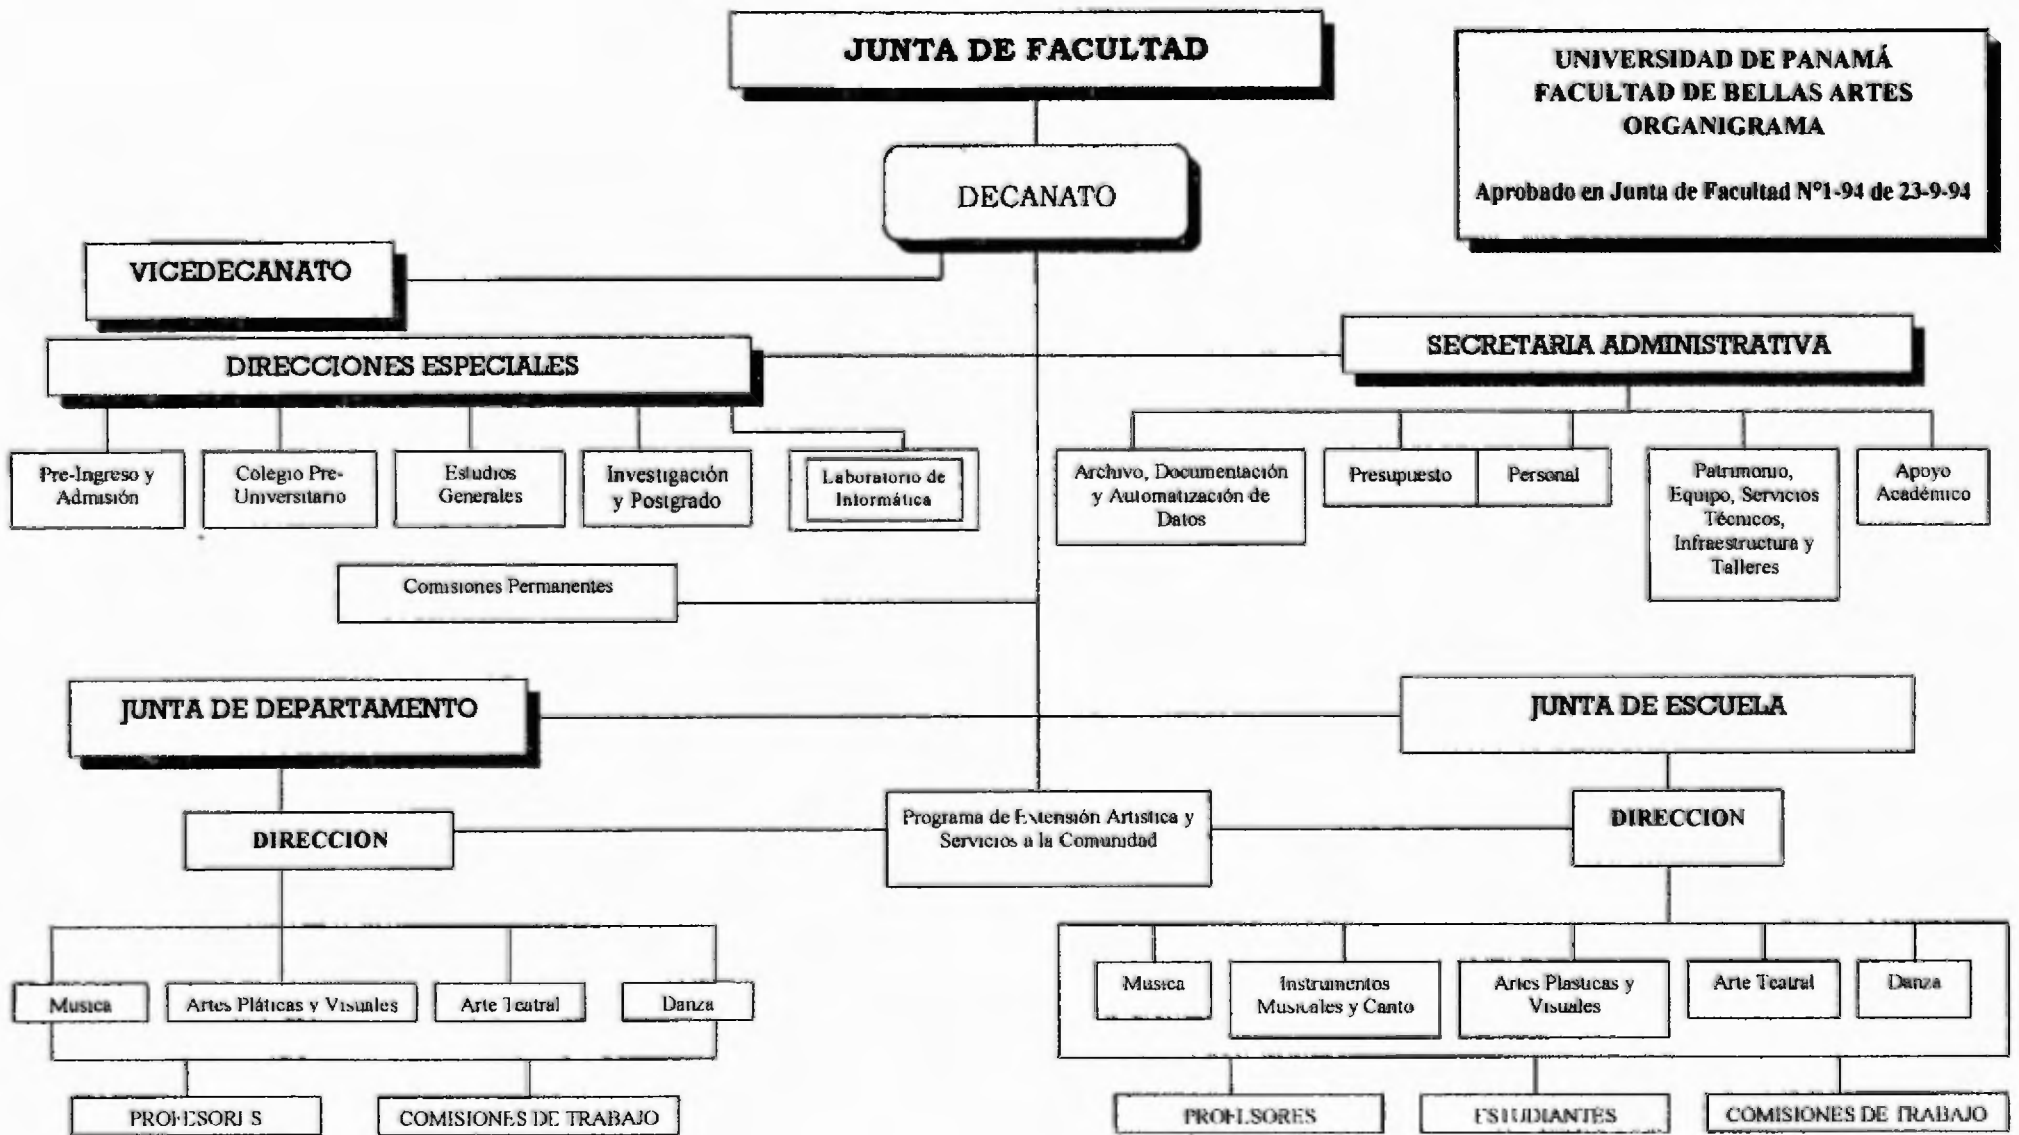 JUNTA DE FACULTAD
UNIVERSIDAD DE PANAMÁ
FACULTAD DE BELLAS ARTES
ORGANIGRAMA
Aprobado en Junta de Facultad Nº1-94 de 23-9-94
DECANATO
VICEDECANATO
DIRECCIONES ESPECIALES
SECRETARIA ADMINISTRATIVA
Pre-Ingreso y
Admisión
Colegio Pre-
Universitario
Estudios
Generales
Investigación
y Postgrado
Laboratorio de
Informática
Archivo, Documentación
y Automatización de
Datos
Presupuesto
Personal
Patrimonio,
Equipo, Servicios
Técnicos,
Infraestructura y
Talleres
Apoyo
Académico
Comisiones Permanentes
JUNTA DE DEPARTAMENTO
JUNTA DE ESCUELA
DIRECCION
Programa de Extensión Artistica y
Servicios a la Comunidad
DIRECCION
Musica
Artes Pláticas y Visuales
Arte Teatral
Danza
Musica
Instrumentos
Musicales y Canto
Artes Plasticas y
Visuales
Arte Teatral
Danza
PROFESORES
COMISIONES DE TRABAJO
PROFESORES
ESTUDIANTES
COMISIONES DE TRABAJO